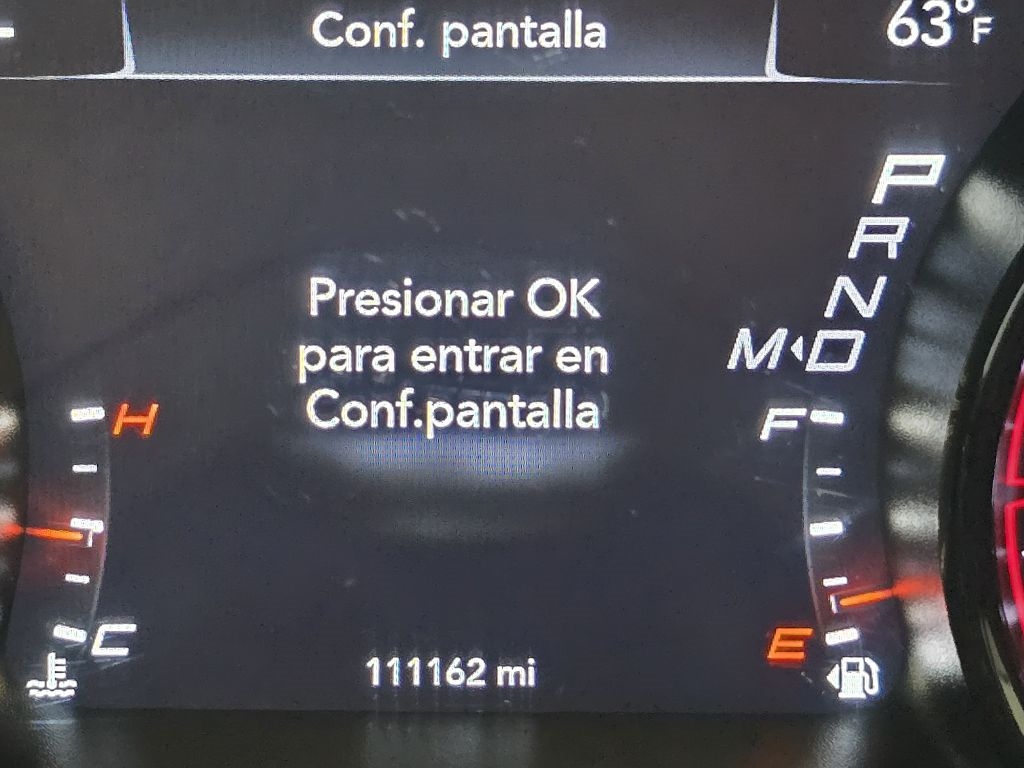 Conf. pantalla
63°F
P
R
N
M D
Presionar OK
para entrar en
Conf.pantalla
H
F
C
E
111162 mi